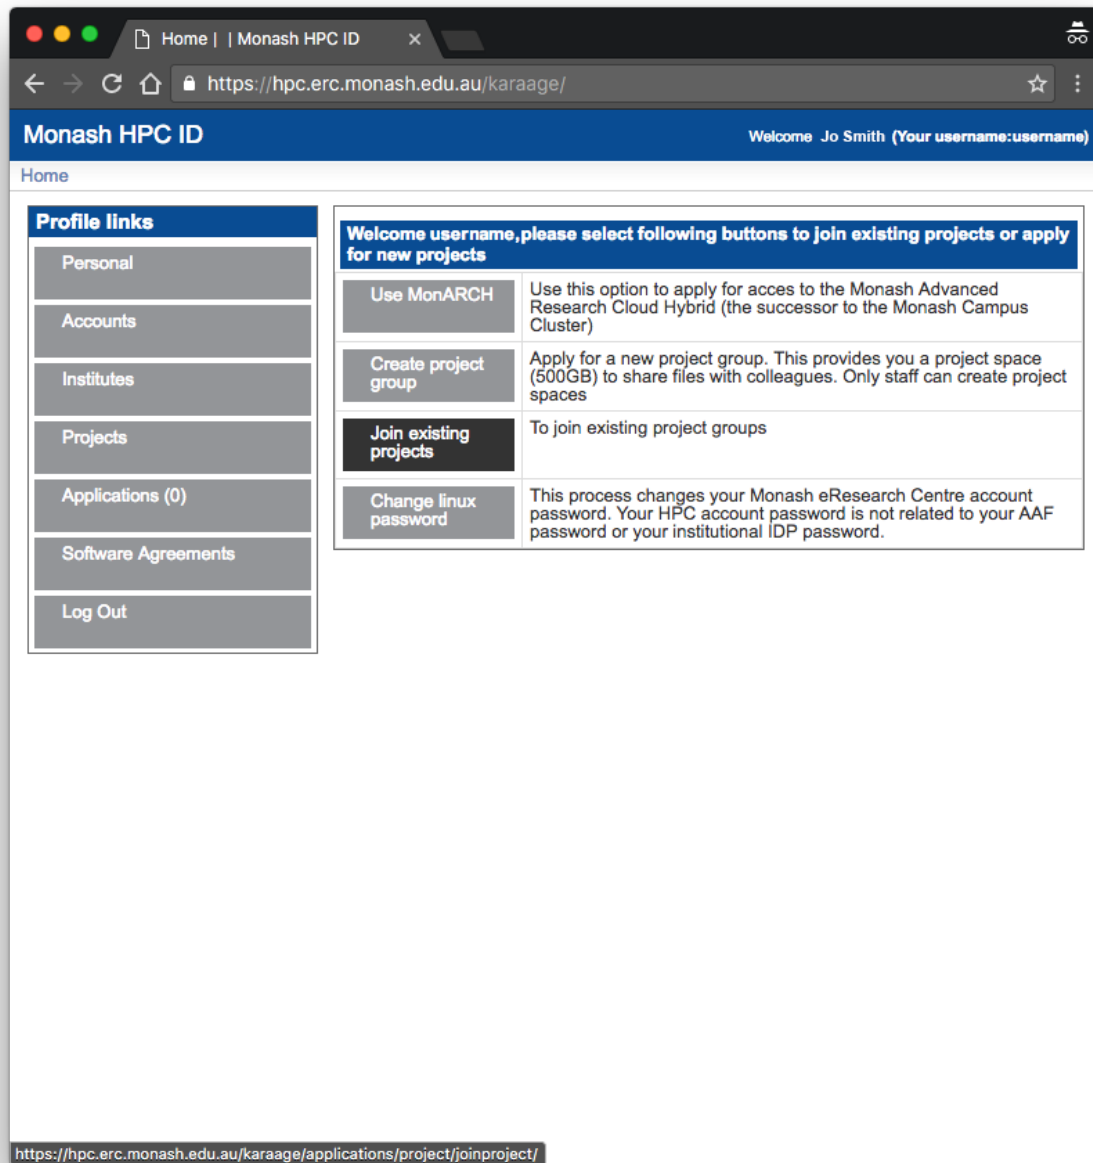 Home | | Monash HPC ID
https://hpc.erc.monash.edu.au/karaage/
Monash HPC ID
Welcome Jo Smith (Your username:username)
Home
Profile links
Personal
Accounts
Institutes
Projects
Applications (0)
Software Agreements
Log Out
Welcome username,please select following buttons to join existing projects or apply
for new projects
Use MonARCH
Use this option to apply for acces to the Monash Advanced
Research Cloud Hybrid (the successor to the Monash Campus
Cluster)
Create project
group
Apply for a new project group. This provides you a project space
(500GB) to share files with colleagues. Only staff can create project
spaces
Join existing
projects
To join existing project groups
Change linux
password
This process changes your Monash eResearch Centre account
password. Your HPC account password is not related to your AAF
password or your institutional IDP password.
https://hpc.erc.monash.edu.au/karaage/applications/project/joinproject/